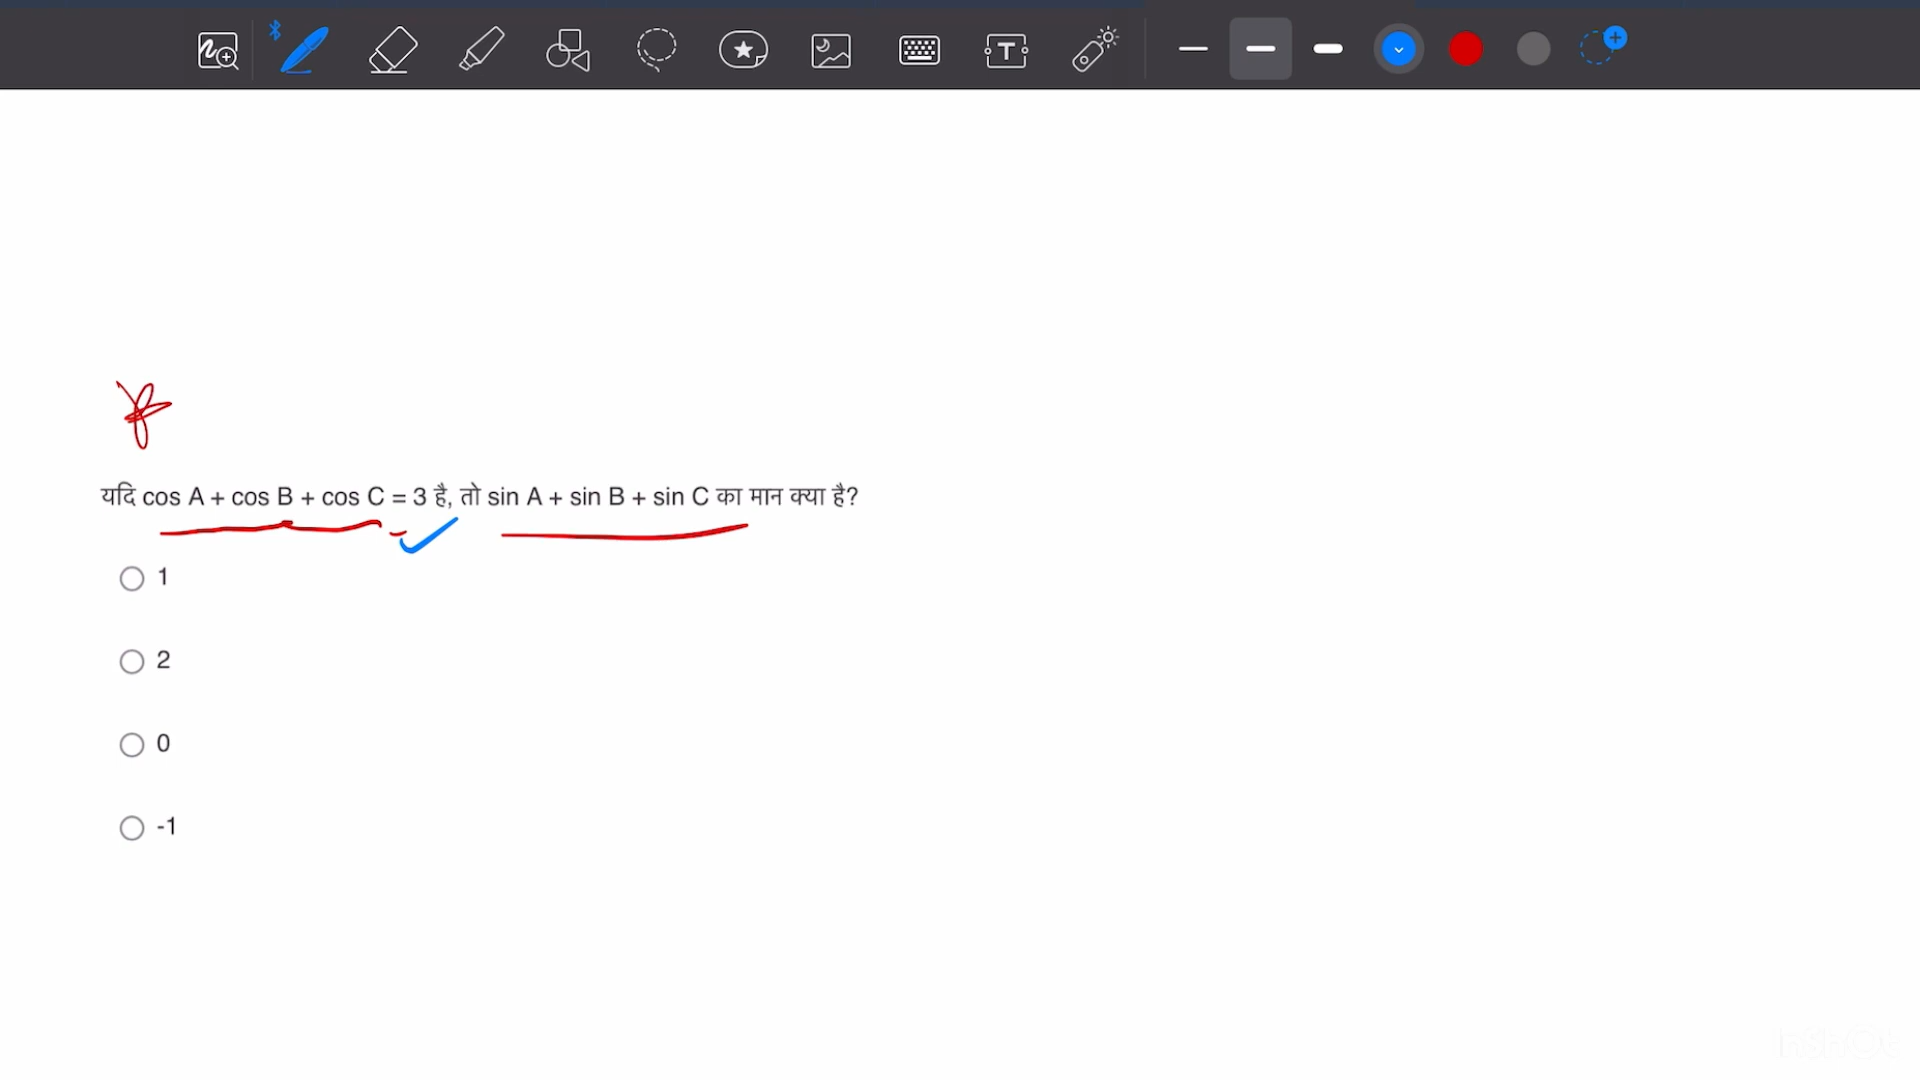 यदि cos A + cos B + cos C = 3 है, तो sin A + sin B + sin C का मान क्या है?
1
2
0
-1